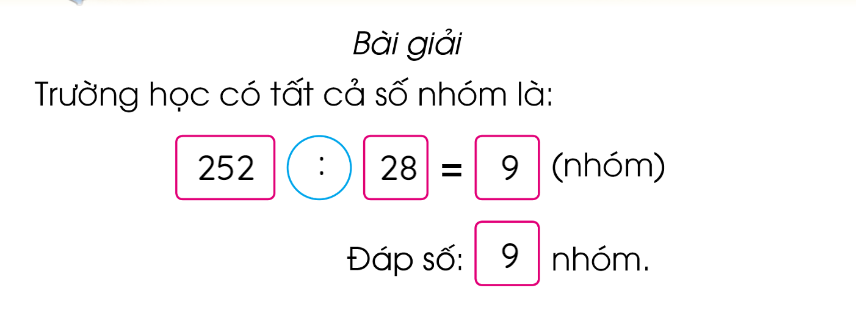 Bài giải
Trường học có tất cả số nhóm là:
252 : 28 = 9 (nhóm)
Đáp số: 9 nhóm.